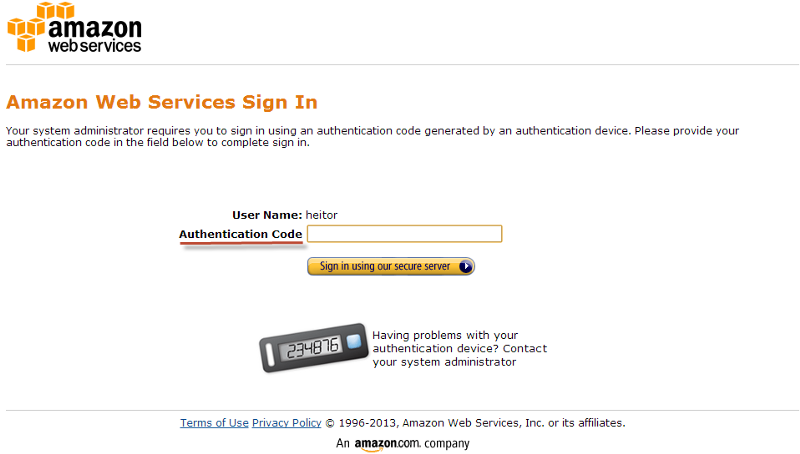 amazon
web services
Amazon Web Services Sign In
Your system administrator requires you to sign in using an authentication code generated by an authentication device. Please provide your
authentication code in the field below to complete sign in.
User Name: heitor
Authentication Code
Sign in using our secure server
234876
Having problems with your
authentication device? Contact
your system administrator
Terms of Use Privacy Policy © 1996-2013, Amazon Web Services, Inc. or its affiliates.
An amazon.com. company